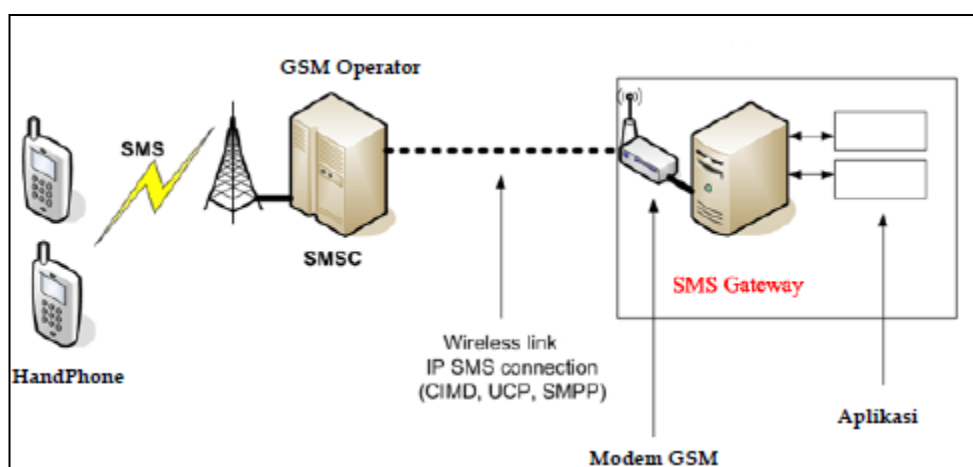 GSM Operator
SMS
SMSC
SMS Gateway
HandPhone
Wireless link
IP SMS connection
(CIMD, UCP, SMPP)
Aplikasi
Modem GSM